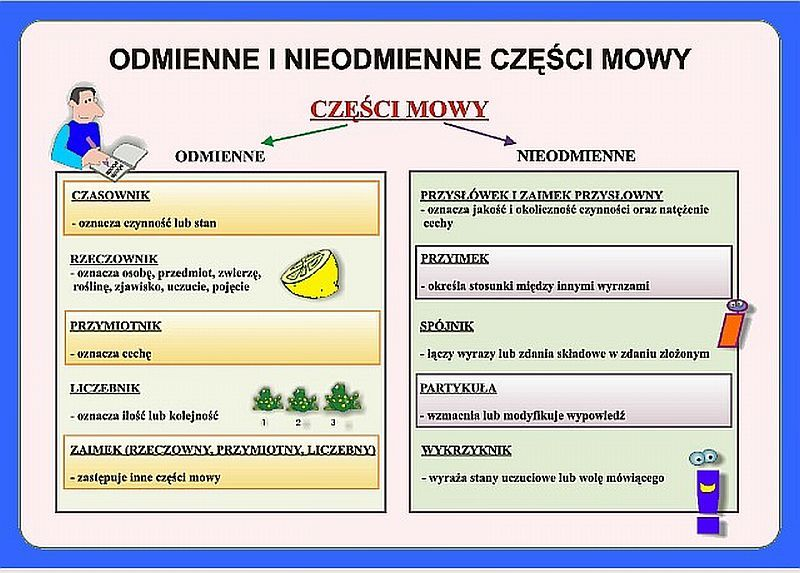 ODMIENNE I NIEODMIENNE CZĘŚCI MOWY
CZĘŚCI MOWY
ODMIENNE
NIEODMIENNE
CZASOWNIK
- oznacza czynność lub stan
RZECZOWNIK
- oznacza osobę, przedmiot, zwierzę,
roślinę, zjawisko, uczucie, pojęcie
PRZYMIOTNIK
- oznacza cechę
LICZEBNIK
- oznacza ilość lub kolejność
1 2 3
ZAIMEK (RZECZOWNY, PRZYMIOTNY, LICZEBNY)
- zastępuje inne części mowy
PRZYSŁÓWEK I ZAIMEK PRZYSŁOWNY
- oznacza jakość i okoliczność czynności oraz natężenie
cechy
PRZYIMEK
- określa stosunki między innymi wyrazami
SPÓJNIK
- łączy wyrazy lub zdania składowe w zdaniu złożonym
PARTYKUŁA
- wzmacnia lub modyfikuje wypowiedź
WYKRZYKNIK
- wyraża stany uczuciowe lub wolę mówiącego